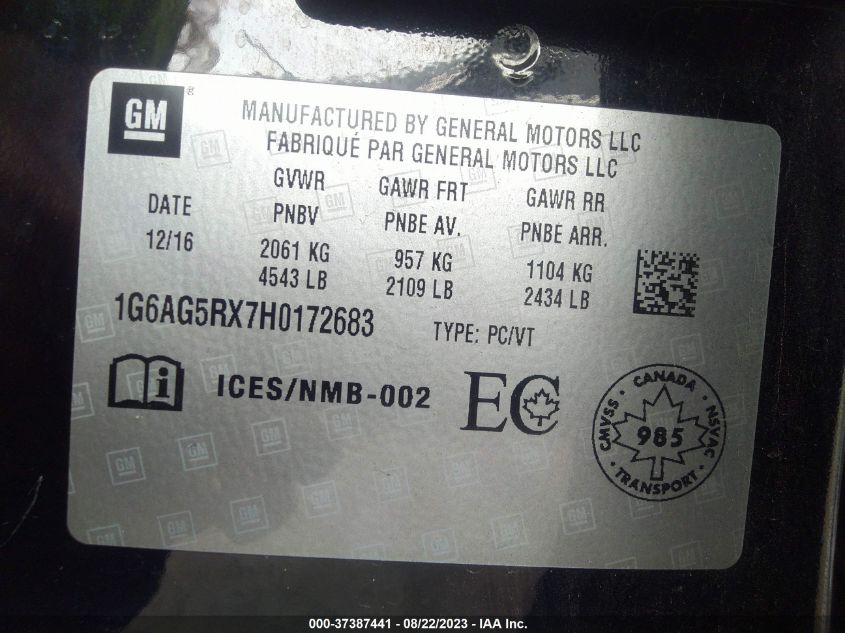 GM
MANUFACTURED BY GENERAL MOTORS LLC
FABRIQUÉ PAR GENERAL MOTORS LLC
DATE
12/16
GVWR
PNBV
2061 KG
4543 LB
GAWR FRT
PNBE AV.
957 KG
2109 LB
GAWR RR
PNBE ARR.
1104 KG
2434 LB
1G6AG5RX7H0172683
TYPE: PC/VT
i
ICES/NMB-002
EC
CANADA
CMVSS
985
NSVAC
TRANSPORT
000-37387441 - 08/22/2023 - IAA Inc.